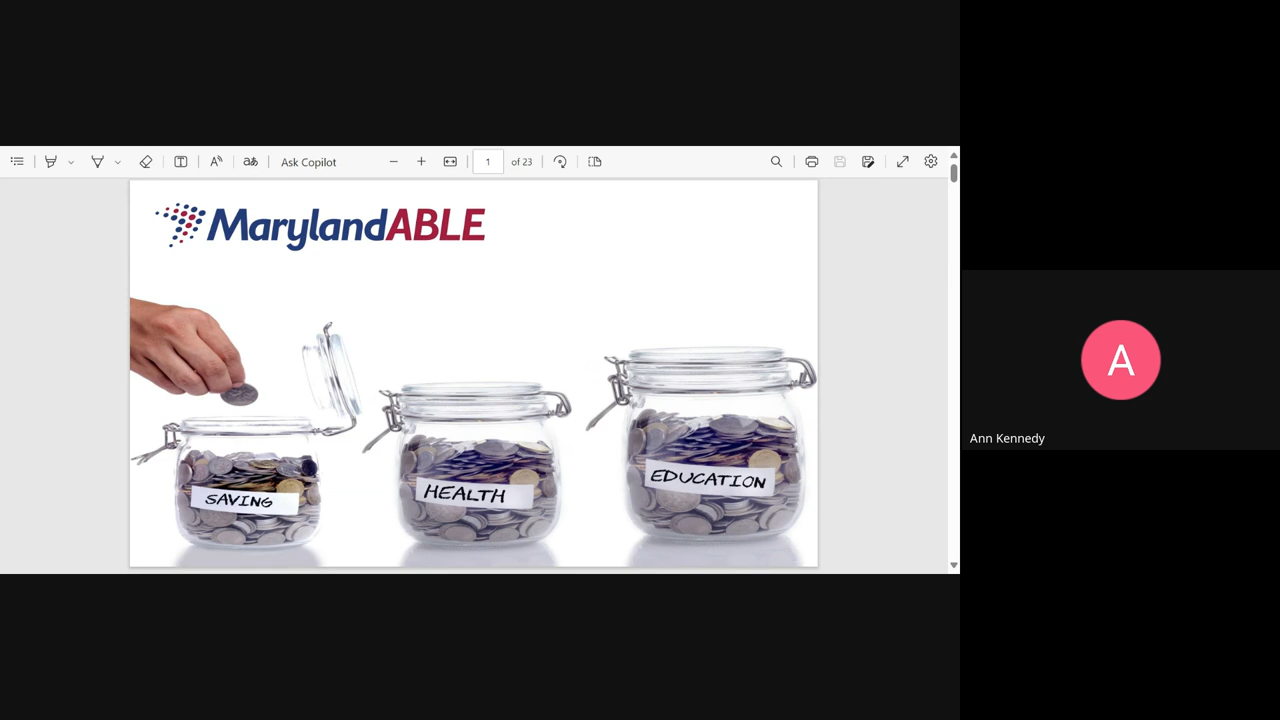 Ask Copilot
1 of 23
MarylandABLE
SAVING
HEALTH
EDUCATION
A
Ann Kennedy